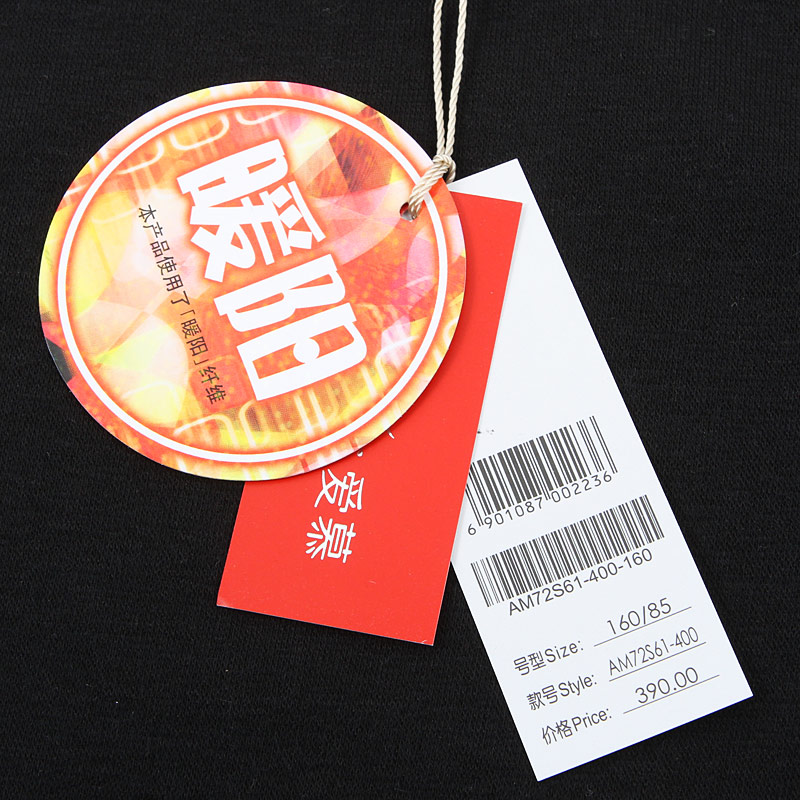 暖阳
本产品使用了「暖阳」纤维
爱慕
6 901087 002236
AM72S61-400-160
号型Size: 160/85
款号Style: AM72S61-400
价格Price: 390.00